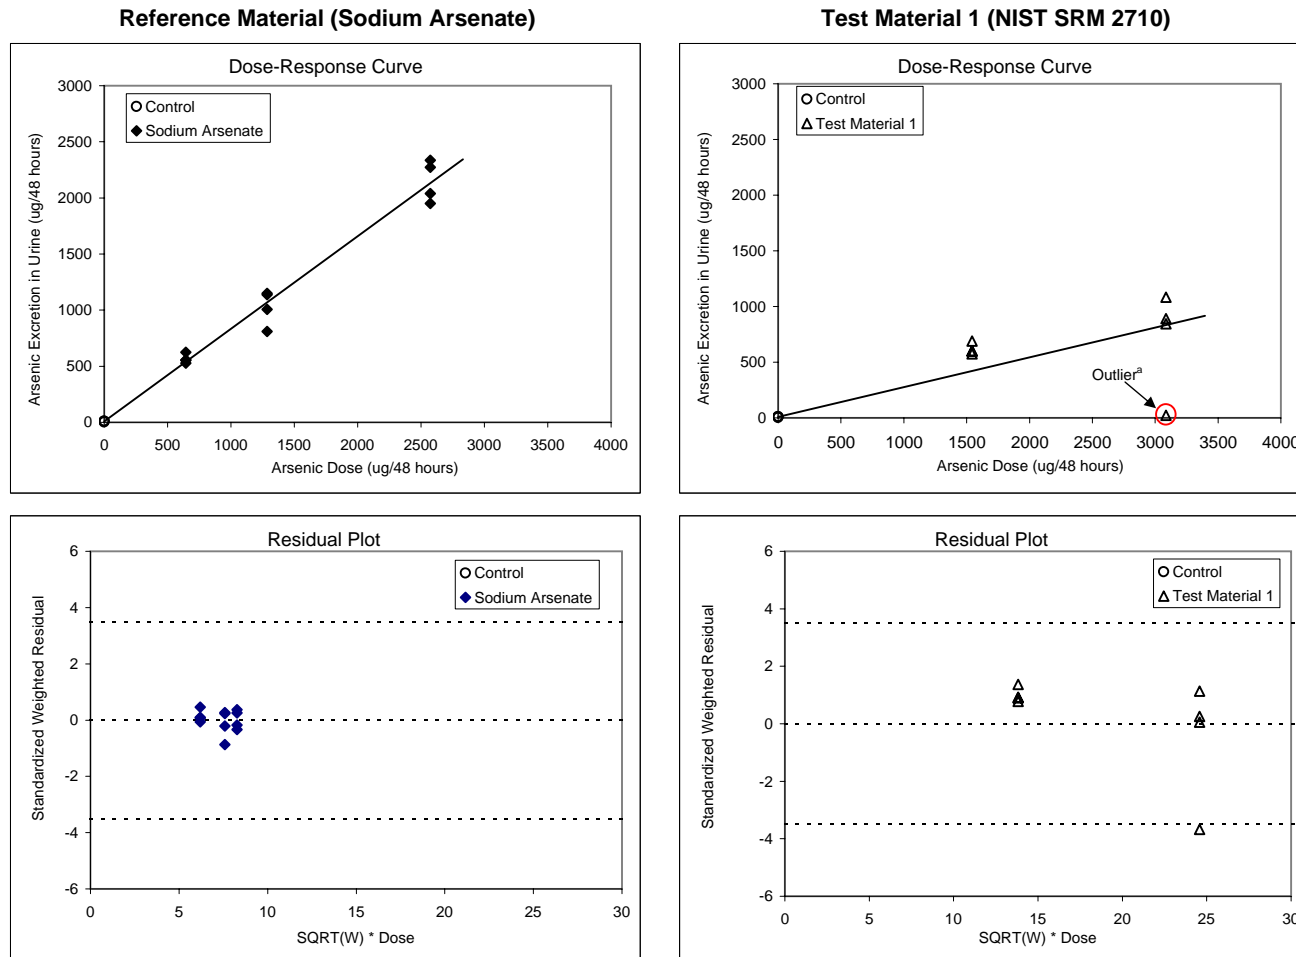 Reference Material (Sodium Arsenate)
Dose-Response Curve
Arsenic Excretion in Urine (ug/48 hours)
3000
2500
2000
1500
1000
500
0
Control
Sodium Arsenate
0 500 1000 1500 2000 2500 3000 3500 4000
Arsenic Dose (ug/48 hours)
Test Material 1 (NIST SRM 2710)
Dose-Response Curve
Arsenic Excretion in Urine (ug/48 hours)
3000
2500
2000
1500
1000
500
0
Control
Test Material 1
Outlierᵃ
0 500 1000 1500 2000 2500 3000 3500 4000
Arsenic Dose (ug/48 hours)
Residual Plot
Standardized Weighted Residual
6
4
2
0
-2
-4
-6
Control
Sodium Arsenate
0 5 10 15 20 25 30
SQRT(W) * Dose
Residual Plot
Standardized Weighted Residual
6
4
2
0
-2
-4
-6
Control
Test Material 1
0 5 10 15 20 25 30
SQRT(W) * Dose